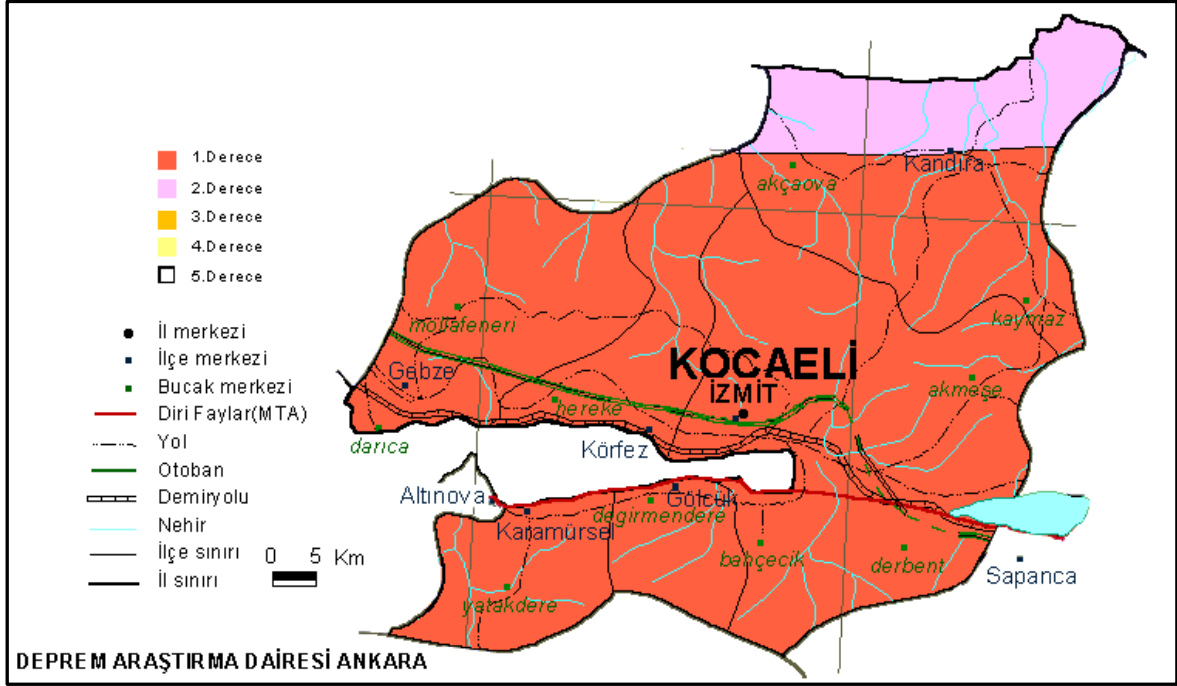 1.Derece
2.Derece
3.Derece
4.Derece
5.Derece
İl merkezi
İlçe merkezi
Bucak merkezi
Diri Faylar(MTA)
Yol
Otoban
Demiryolu
Nehir
İlçe sınırı
İl sınırı
0 5 Km
Kandıra
akçaova
kaymaz
mollafeneri
KOCAELİ
İZMİT
akmeşe
Gebze
hereke
darıca
Körfez
Altınova
Gölcük
degirmendere
Karamürsel
bahçecik
derbent
Sapanca
yatakdere
DEPREM ARAŞTIRMA DAİRESİ ANKARA